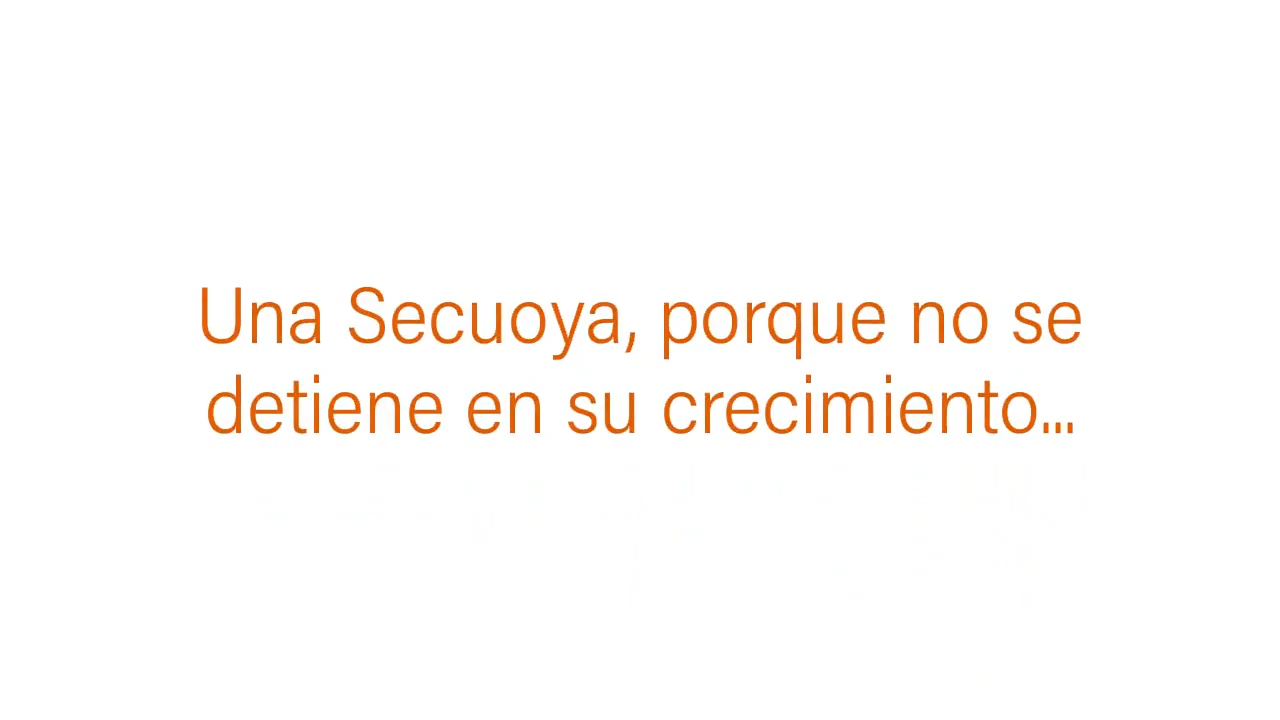 Una Secuoya, porque no se
detiene en su crecimiento...